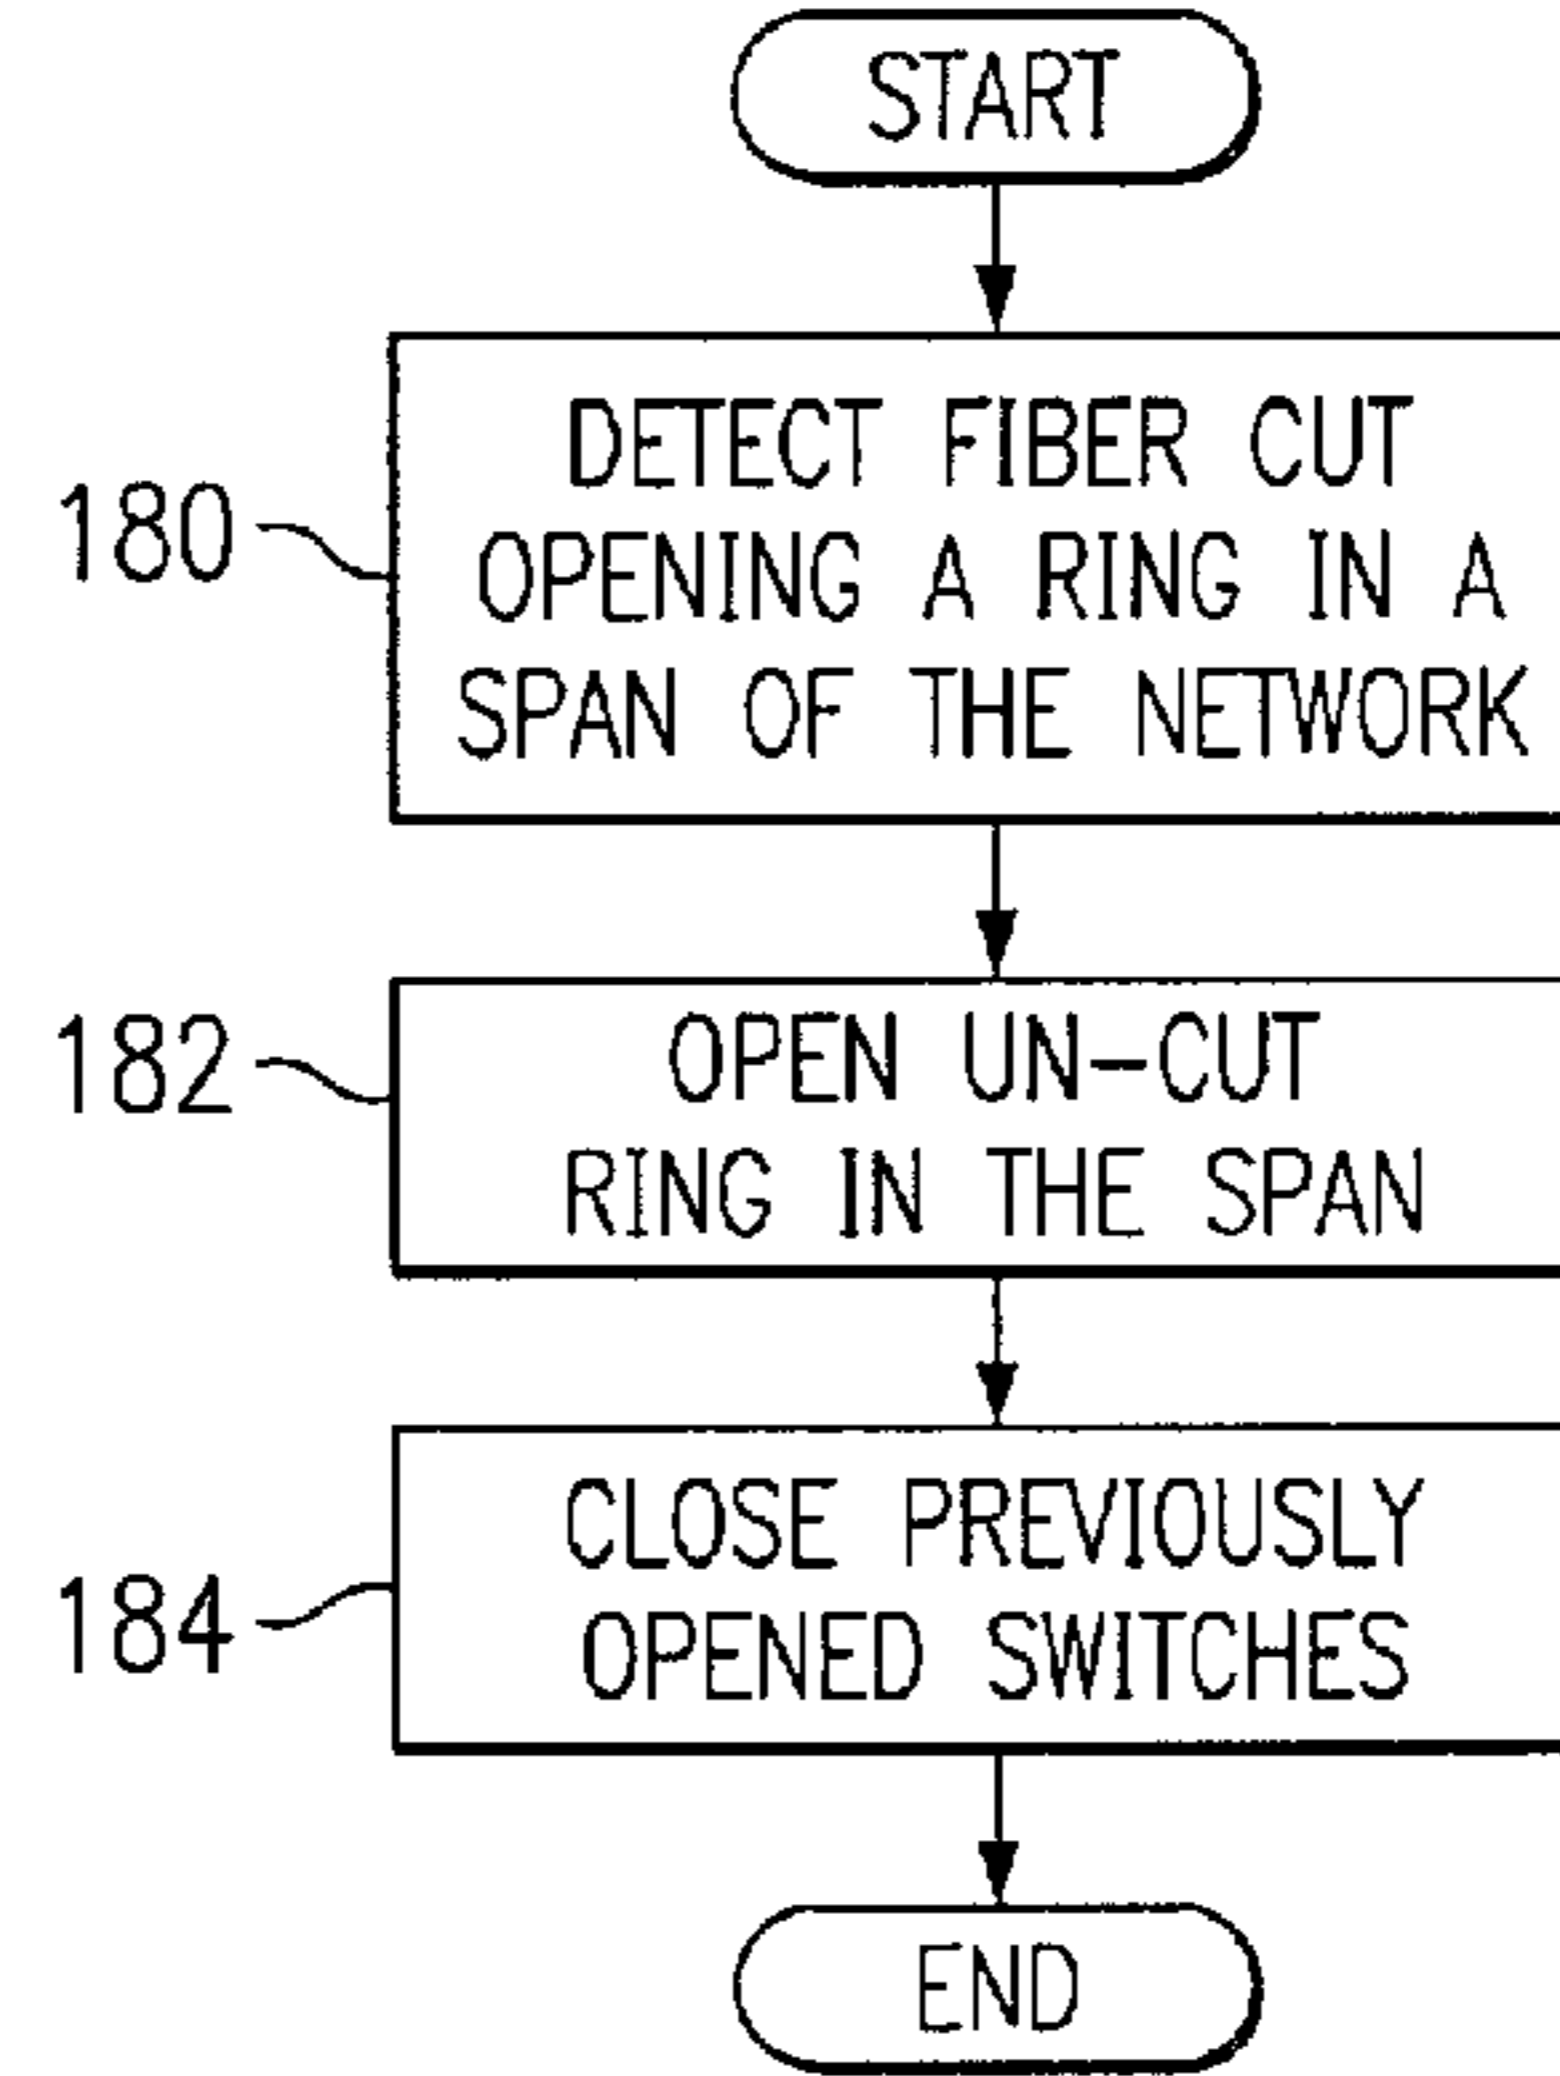 START
180
DETECT FIBER CUT
OPENING A RING IN A
SPAN OF THE NETWORK
182
OPEN UN-CUT
RING IN THE SPAN
184
CLOSE PREVIOUSLY
OPENED SWITCHES
END